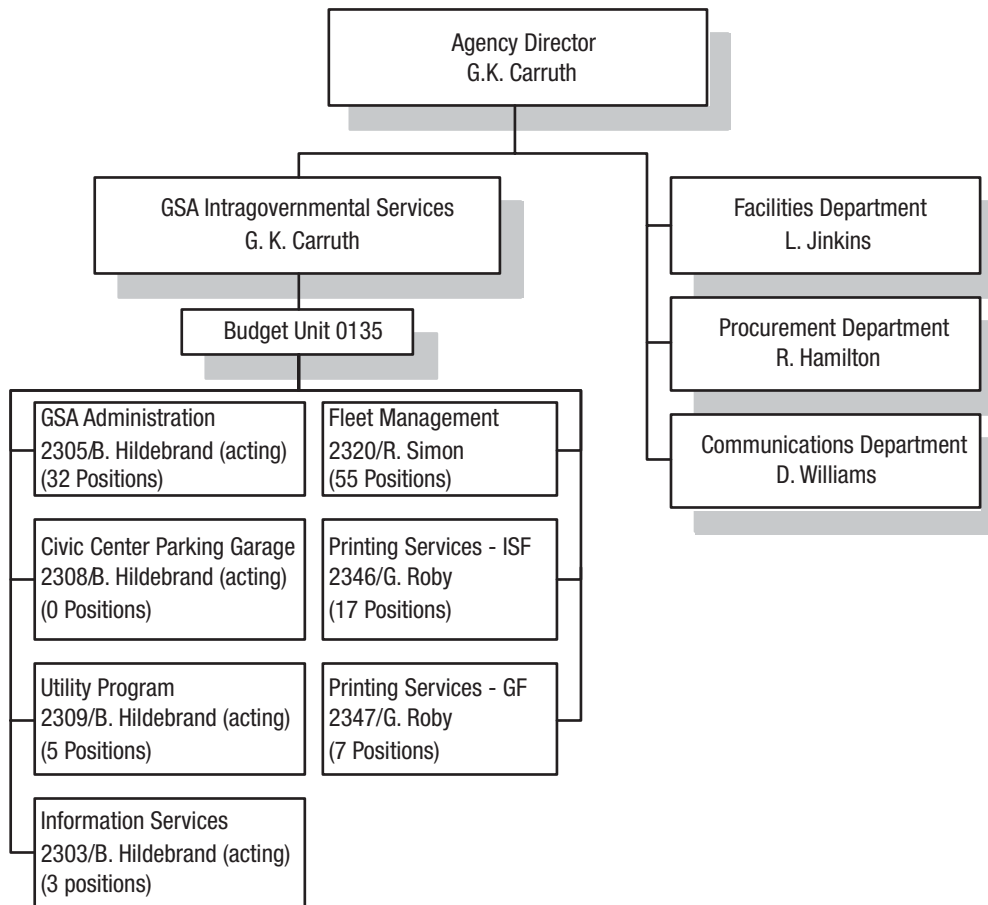 Agency Director
G.K. Carruth
GSA Intragovernmental Services
G. K. Carruth
Budget Unit 0135
GSA Administration
2305/B. Hildebrand (acting)
(32 Positions)
Civic Center Parking Garage
2308/B. Hildebrand (acting)
(0 Positions)
Utility Program
2309/B. Hildebrand (acting)
(5 Positions)
Information Services
2303/B. Hildebrand (acting)
(3 positions)
Fleet Management
2320/R. Simon
(55 Positions)
Printing Services - ISF
2346/G. Roby
(17 Positions)
Printing Services - GF
2347/G. Roby
(7 Positions)
Facilities Department
L. Jinkins
Procurement Department
R. Hamilton
Communications Department
D. Williams